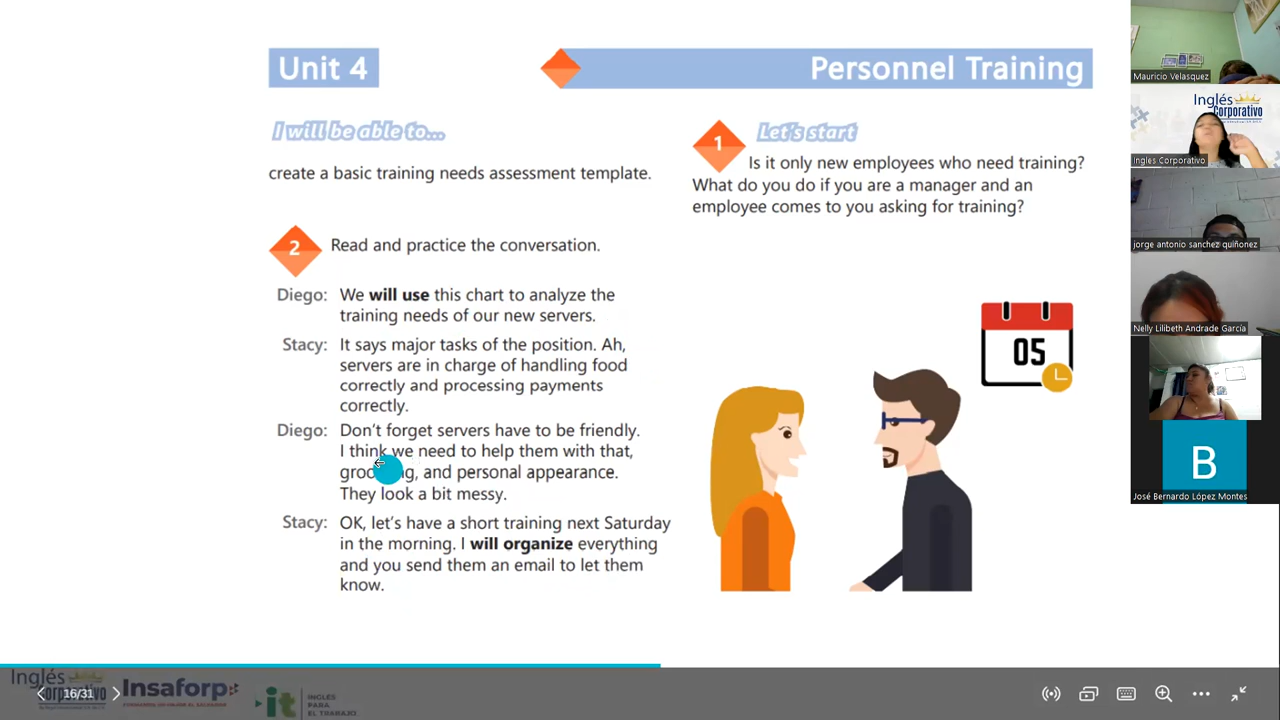 Unit 4
Personnel Training
I will be able to...
create a basic training needs assessment template.
1
Let's start
Is it only new employees who need training?
What do you do if you are a manager and an
employee comes to you asking for training?
2
Read and practice the conversation.
Diego: We will use this chart to analyze the
training needs of our new servers.
Stacy: It says major tasks of the position. Ah,
servers are in charge of handling food
correctly and processing payments
correctly.
Diego: Don't forget servers have to be friendly.
I think we need to help them with that,
and personal appearance.
They look a bit messy.
Stacy: OK, let's have a short training next Saturday
in the morning. I will organize everything
and you send them an email to let them
know.
05
Mauricio Velasquez
Inglés
Corporativo
Ingles Corporativo
jorge antonio sanchez quiñonez
Nelly Lilibeth Andrade García
B
José Bernardo López Montes
Inglés
Corporativo
16/31
Insaforp
it
INGLÉS
PARA
EL TRABAJO